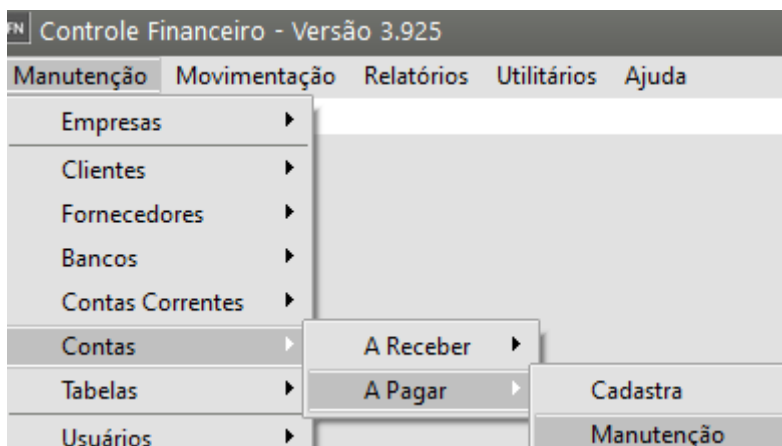 FN Controle Financeiro - Versão 3.925
Manutenção Movimentação Relatórios Utilitários Ajuda
Empresas
Clientes
Fornecedores
Bancos
Contas Correntes
Contas A Receber
Tabelas A Pagar Cadastra
Usuários Manutenção